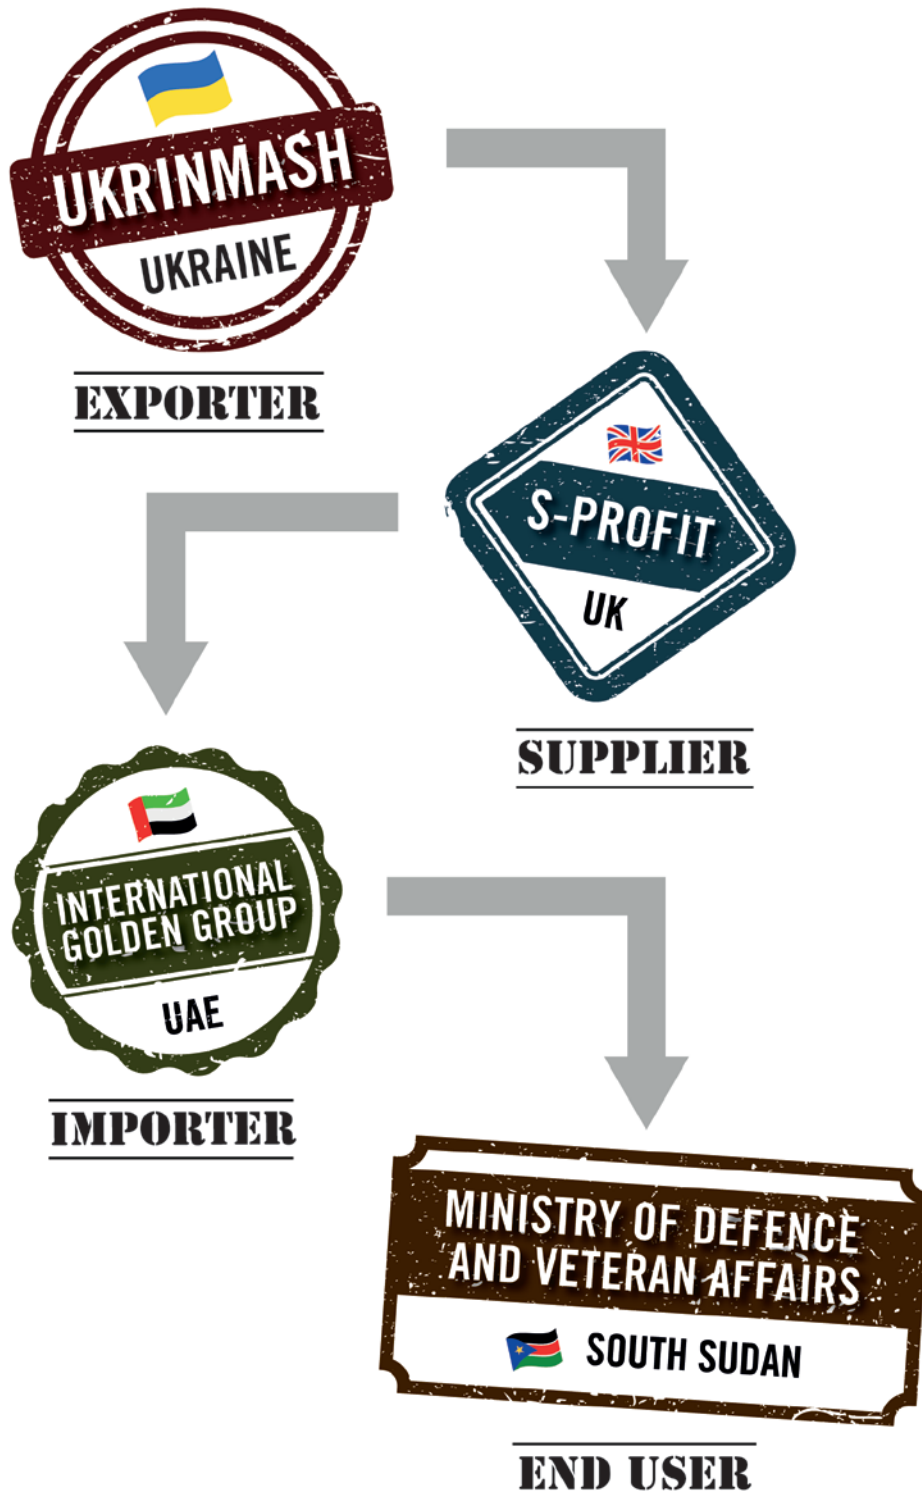 UKRINMASH
UKRAINE
EXPORTER
S-PROFIT
UK
SUPPLIER
INTERNATIONAL
GOLDEN GROUP
UAE
IMPORTER
MINISTRY OF DEFENCE
AND VETERAN AFFAIRS
SOUTH SUDAN
END USER